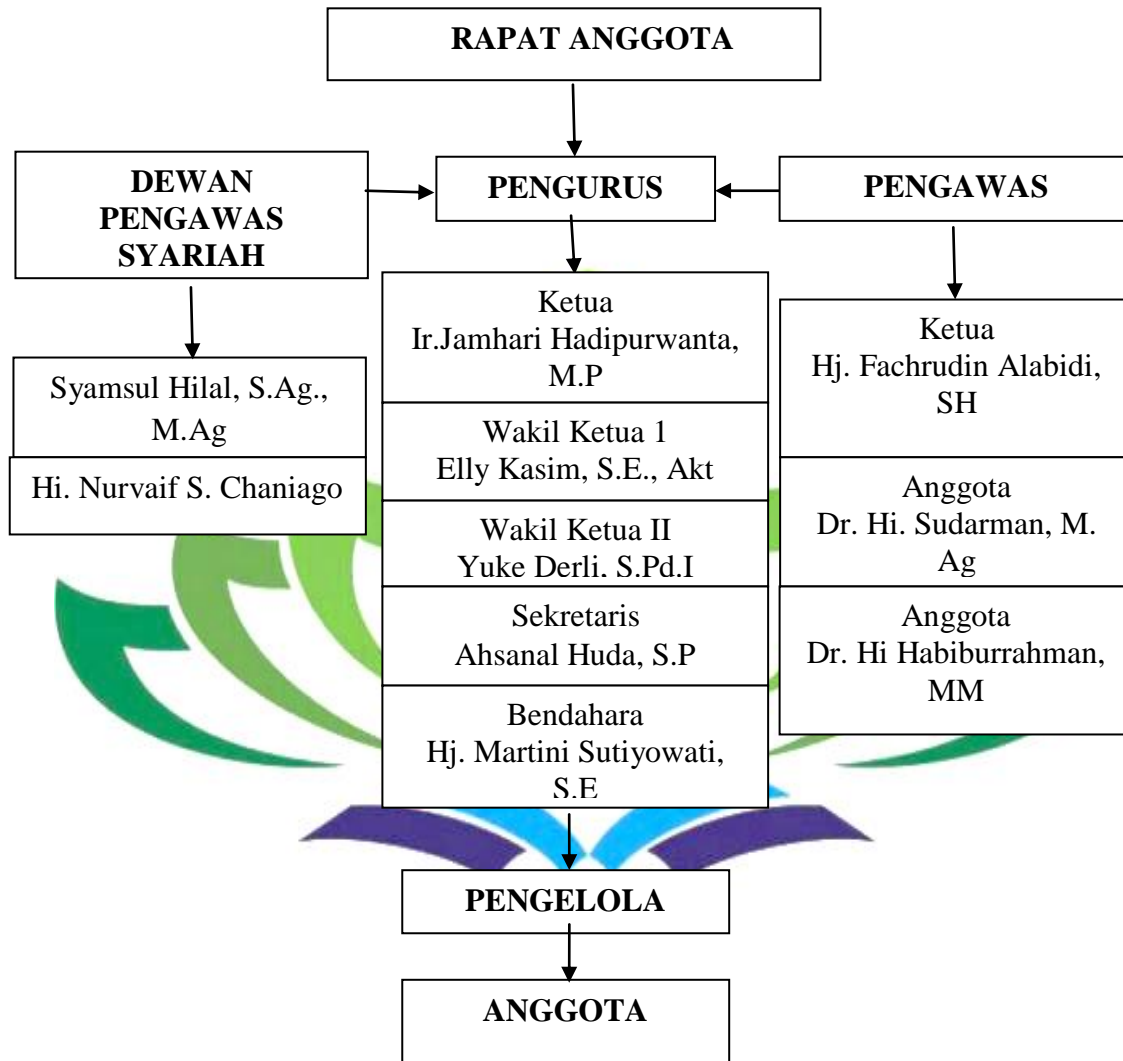 RAPAT ANGGOTA
DEWAN
PENGAWAS
SYARIAH
PENGURUS
PENGAWAS
Syamsul Hilal, S.Ag.,
M.Ag
Hi. Nurvaif S. Chaniago
Ketua
Ir.Jamhari Hadipurwanta,
M.P
Wakil Ketua 1
Elly Kasim, S.E., Akt
Wakil Ketua II
Yuke Derli. S.Pd.I
Sekretaris
Ahsanal Huda, S.P
Bendahara
Hj. Martini Sutiyowati,
S.E
Ketua
Hj. Fachrudin Alabidi,
SH
Anggota
Dr. Hi. Sudarman, M.
Ag
Anggota
Dr. Hi Habiburrahman,
MM
PENGELOLA
ANGGOTA